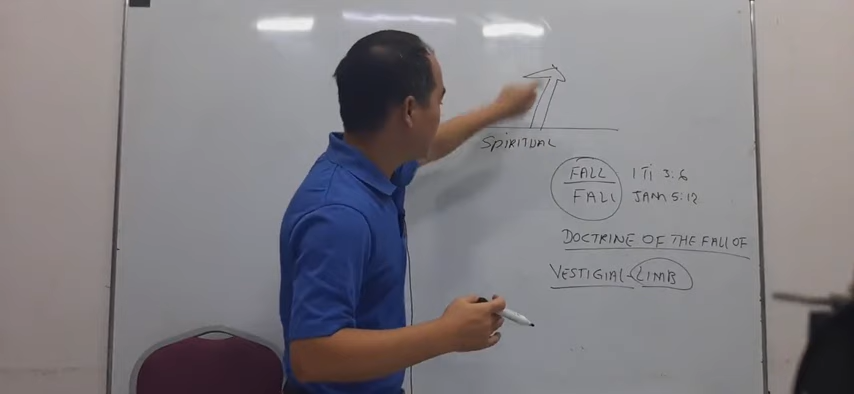 SPIRITUAL
FALL 1 TI 3:6
FALL JAM 5:12
DOCTRINE OF THE FALL OF
VESTIGIAL-LIMB